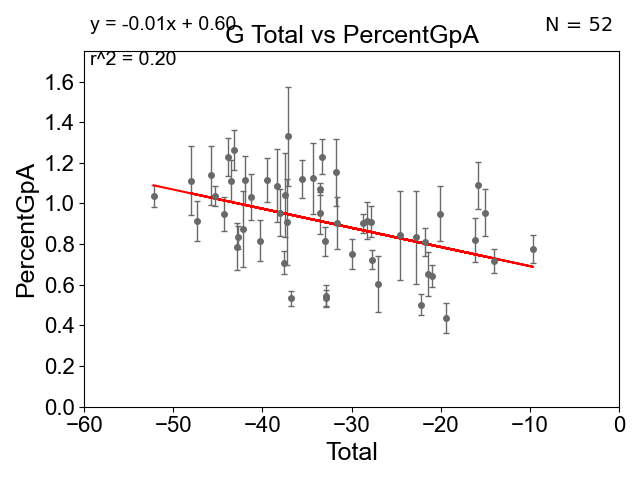 y = -0.01x + 0.60
G Total vs PercentGpA
N = 52
r^2 = 0.20
PercentGpA
1.6
1.4
1.2
1.0
0.8
0.6
0.4
0.2
0.0
−60 −50 −40 −30 −20 −10 0
Total